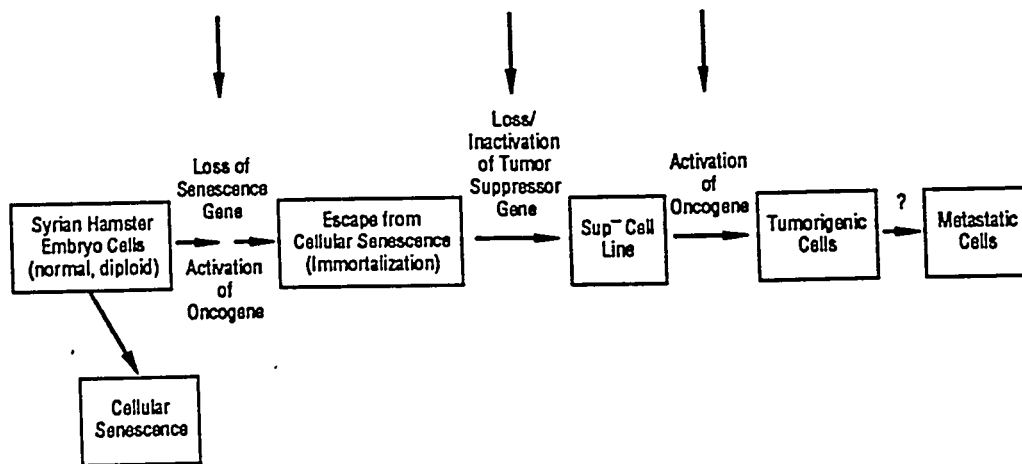 Syrian Hamster
Embryo Cells
(normal, diploid)
Loss of
Senescence
Gene
Activation
of
Oncogene
Escape from
Cellular Senescence
(Immortalization)
Loss/
Inactivation
of Tumor
Suppressor
Gene
Sup⁻ Cell
Line
Activation
of
Oncogene
Tumorigenic
Cells
?
Metastatic
Cells
Cellular
Senescence